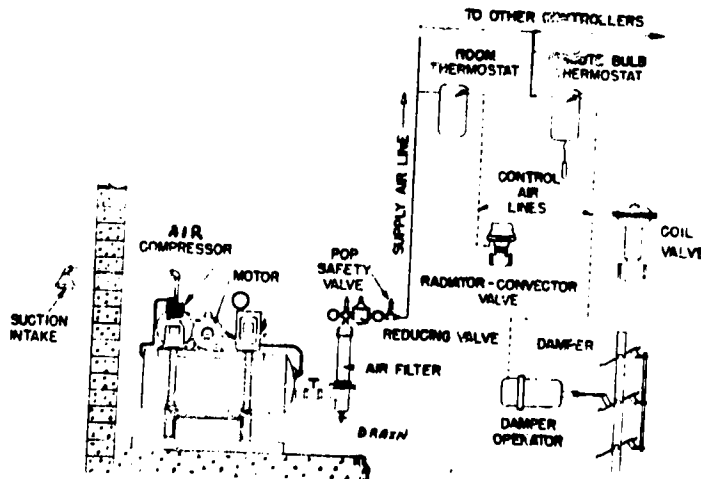 TO OTHER CONTROLLERS
ROOM
THERMOSTAT
BULB
THERMOSTAT
SUPPLY AIR LINE
CONTROL
AIR
LINES
AIR
COMPRESSOR
MOTOR
POP
SAFETY
VALVE
COIL
VALVE
RADIATOR-CONVECTOR
VALVE
SUCTION
INTAKE
REDUCING VALVE
DAMPER
AIR FILTER
DRAIN
DAMPER
OPERATOR